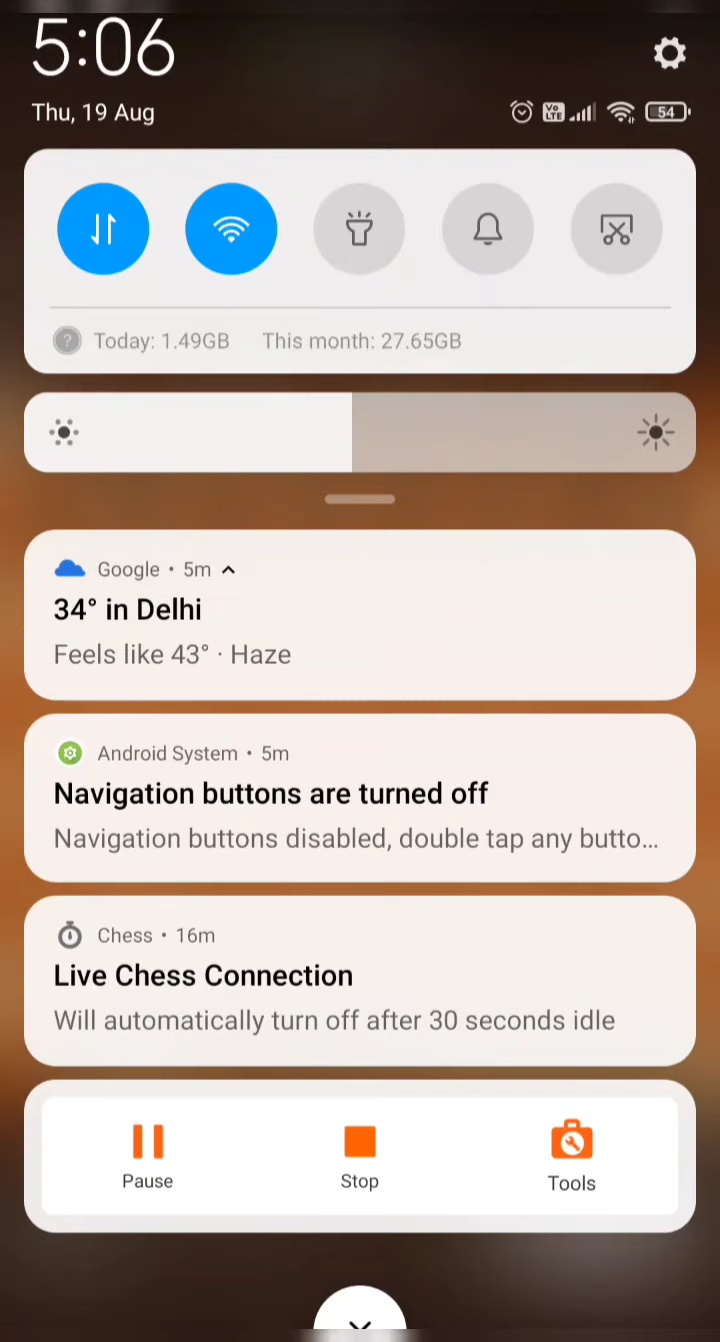 5:06
Thu, 19 Aug
Vo LTE 54
Today: 1.49GB This month: 27.65GB
Google • 5m
34° in Delhi
Feels like 43° · Haze
Android System • 5m
Navigation buttons are turned off
Navigation buttons disabled, double tap any butto...
Chess • 16m
Live Chess Connection
Will automatically turn off after 30 seconds idle
Pause Stop Tools